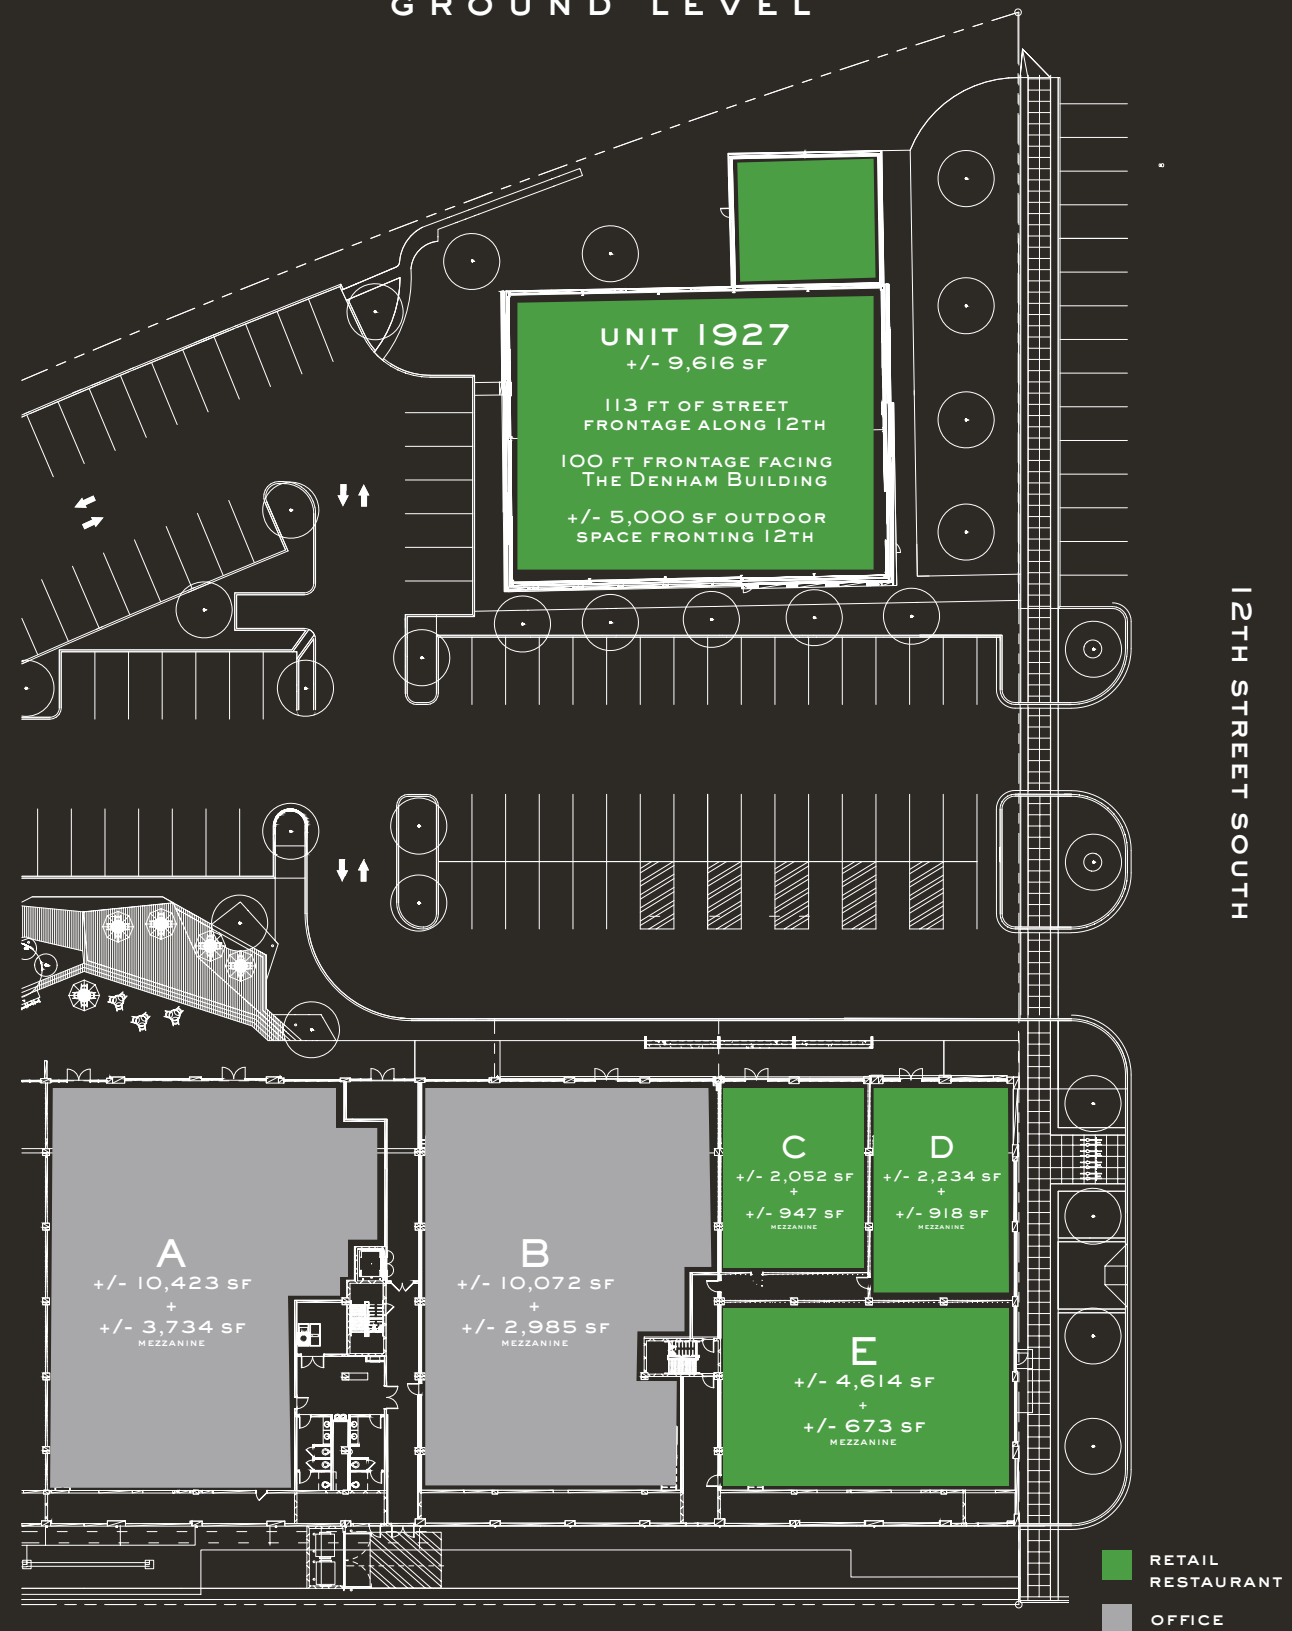 GROUND LEVEL
UNIT 1927
+/- 9,616 SF
113 FT OF STREET
FRONTAGE ALONG 12TH
100 FT FRONTAGE FACING
THE DENHAM BUILDING
+/- 5,000 SF OUTDOOR
SPACE FRONTING 12TH
12TH STREET SOUTH
A
+/- 10,423 SF
+
+/- 3,734 SF
MEZZANINE
B
+/- 10,072 SF
+
+/- 2,985 SF
MEZZANINE
C
+/- 2,052 SF
+
+/- 947 SF
MEZZANINE
D
+/- 2,234 SF
+
+/- 918 SF
MEZZANINE
E
+/- 4,614 SF
+
+/- 673 SF
MEZZANINE
RETAIL
RESTAURANT
OFFICE